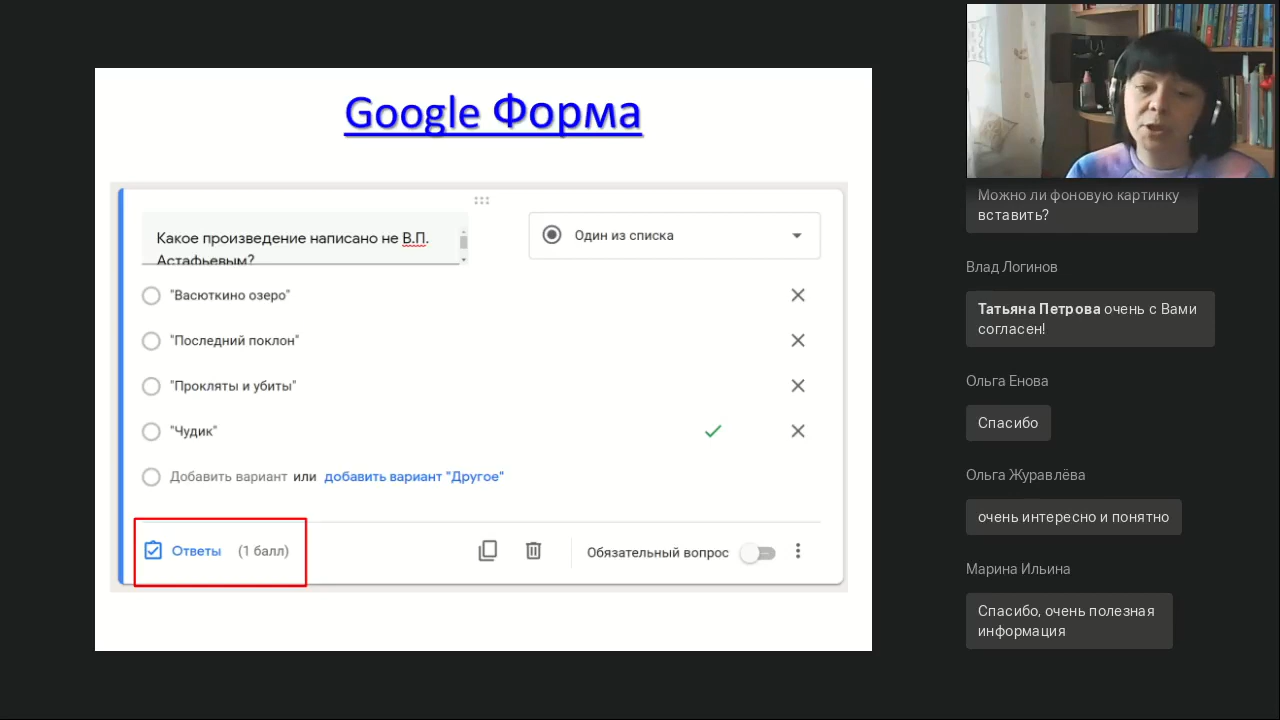 Google Форма
Какое произведение написано не В.П.
Астафьевым?
Один из списка
"Васюткино озеро"
"Последний поклон"
"Прокляты и убиты"
"Чудик"
Добавить вариант или добавить вариант "Другое"
Ответы (1 балл)
Обязательный вопрос
Можно ли фоновую картинку
вставить?
Влад Логинов
Татьяна Петрова очень с Вами
согласен!
Ольга Енова
Спасибо
Ольга Журавлёва
очень интересно и понятно
Марина Ильина
Спасибо, очень полезная
информация